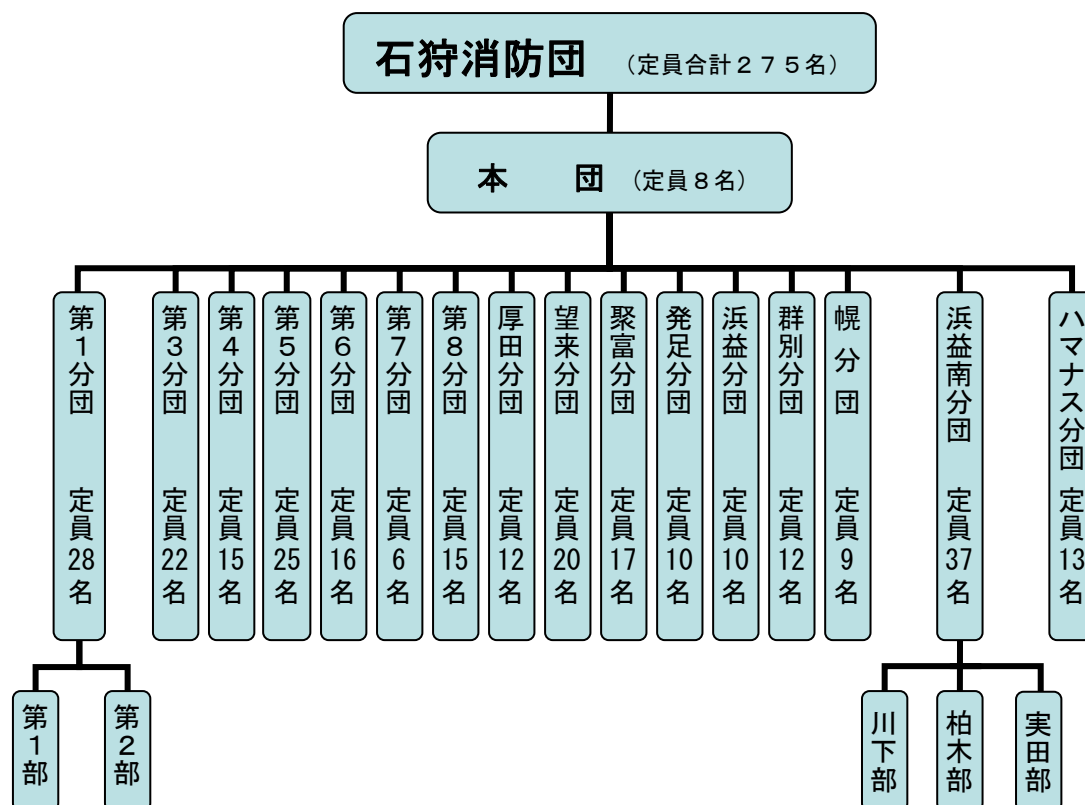 石狩消防団 (定員合計275名)
本 団 (定員8名)
第1分団 定員28名
第3分団 定員22名
第4分団 定員15名
第5分団 定員25名
第6分団 定員16名
第7分団 定員6名
第8分団 定員15名
厚田分団 定員12名
望来分団 定員20名
聚富分団 定員17名
発足分団 定員10名
浜益分団 定員10名
群別分団 定員12名
幌分団 定員9名
浜益南分団 定員37名
ハマナス分団 定員13名
第1部
第2部
川下部
柏木部
実田部